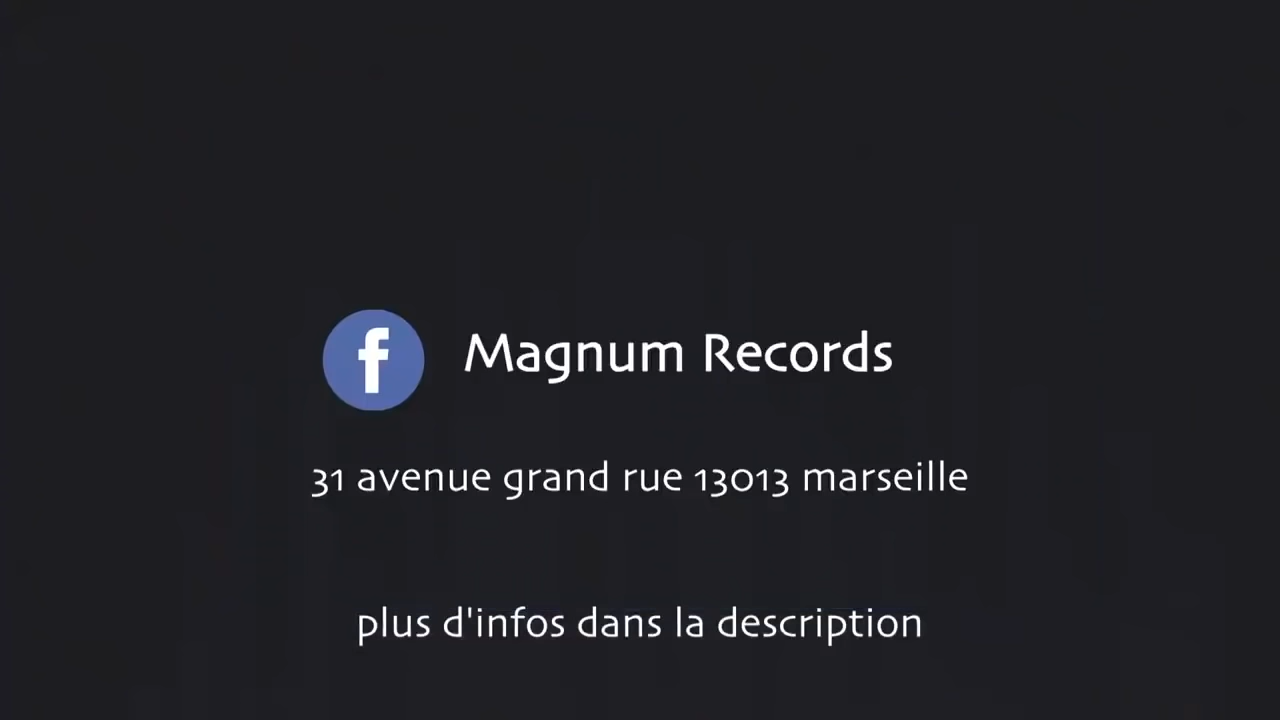 Magnum Records
31 avenue grand rue 13013 marseille
plus d'infos dans la description